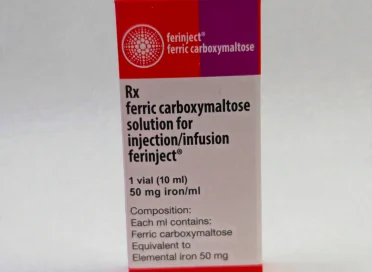 ferinject®
ferric carboxymaltose
Rx
ferric carboxymaltose
solution for
injection/infusion
ferinject®
1 vial (10 ml)
50 mg iron/ml
Composition:
Each ml contains:
Ferric carboxymaltose
Equivalent to
Elemental iron 50 mg